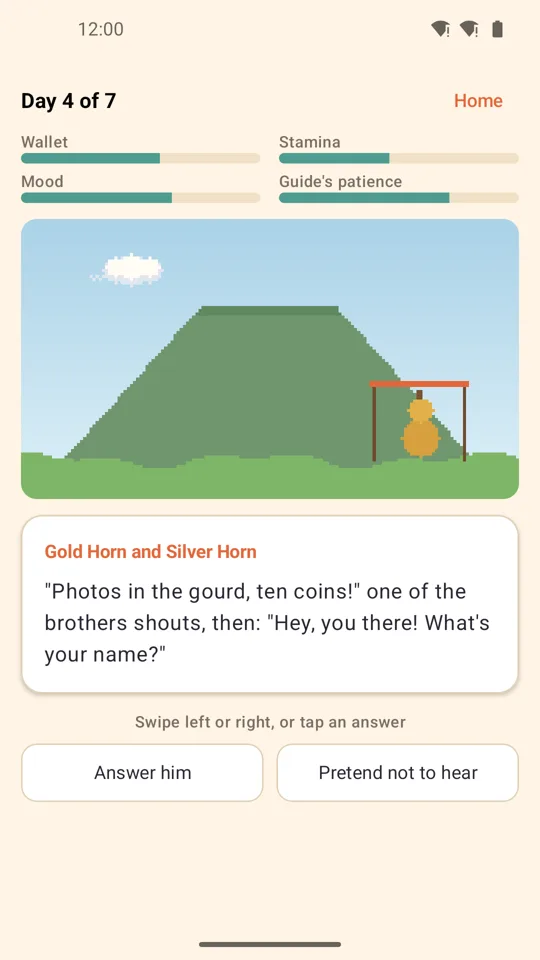 12:00
Day 4 of 7
Home
Wallet
Stamina
Mood
Guide's patience
Gold Horn and Silver Horn
"Photos in the gourd, ten coins!" one of the
brothers shouts, then: "Hey, you there! What's
your name?"
Swipe left or right, or tap an answer
Answer him
Pretend not to hear